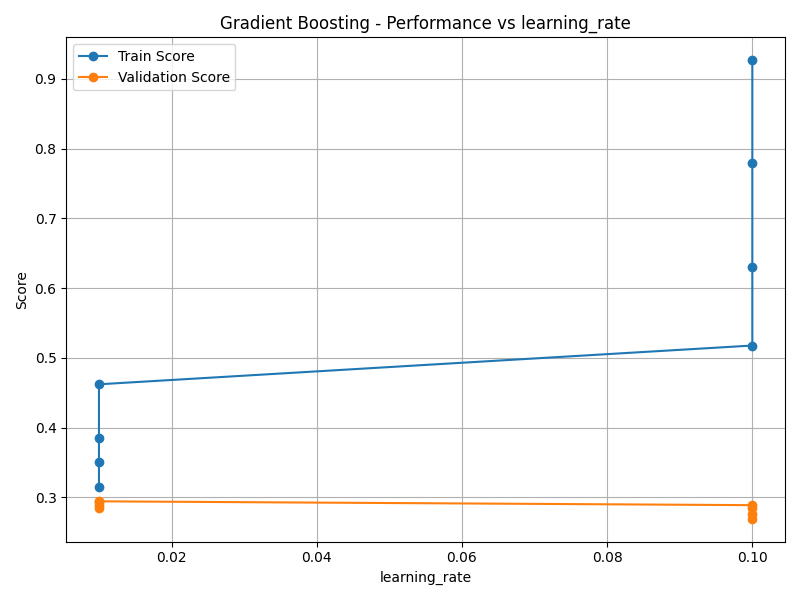 Gradient Boosting - Performance vs learning_rate
Train Score
Validation Score
Score
0.9
0.8
0.7
0.6
0.5
0.4
0.3
0.02
0.04
0.06
0.08
0.10
learning_rate